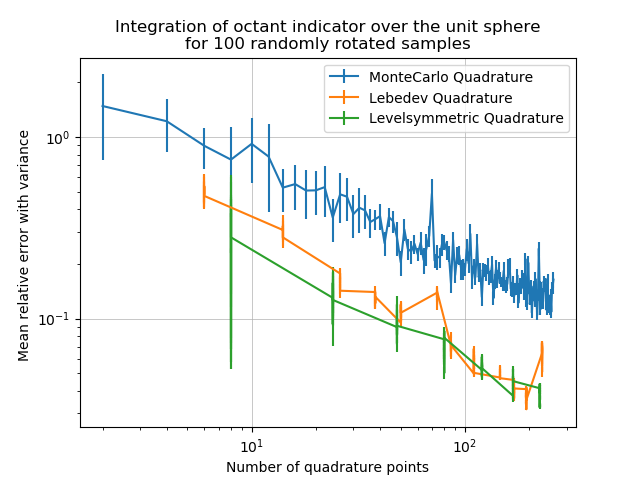 Integration of octant indicator over the unit sphere
for 100 randomly rotated samples
MonteCarlo Quadrature
Lebedev Quadrature
Levelsymmetric Quadrature
Mean relative error with variance
10⁰
10⁻¹
10¹
10²
Number of quadrature points